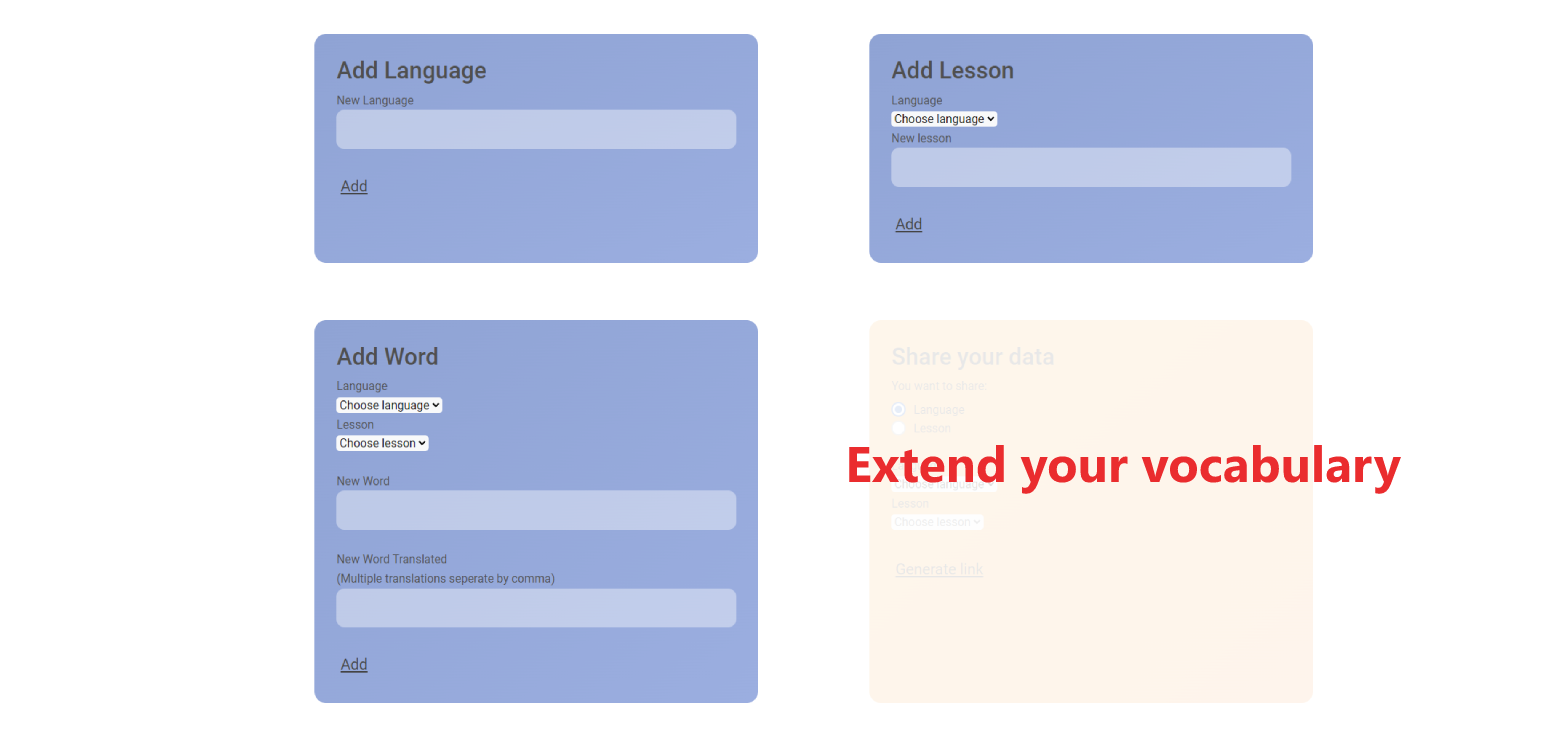 Add Language
New Language
Add
Add Lesson
Language
Choose language
New lesson
Add
Add Word
Language
Choose language
Lesson
Choose lesson
New Word
New Word Translated
(Multiple translations seperate by comma)
Add
Share your data
You want to share:
Language
Lesson
Extend your vocabulary
Choose language
Lesson
Choose lesson
Generate link